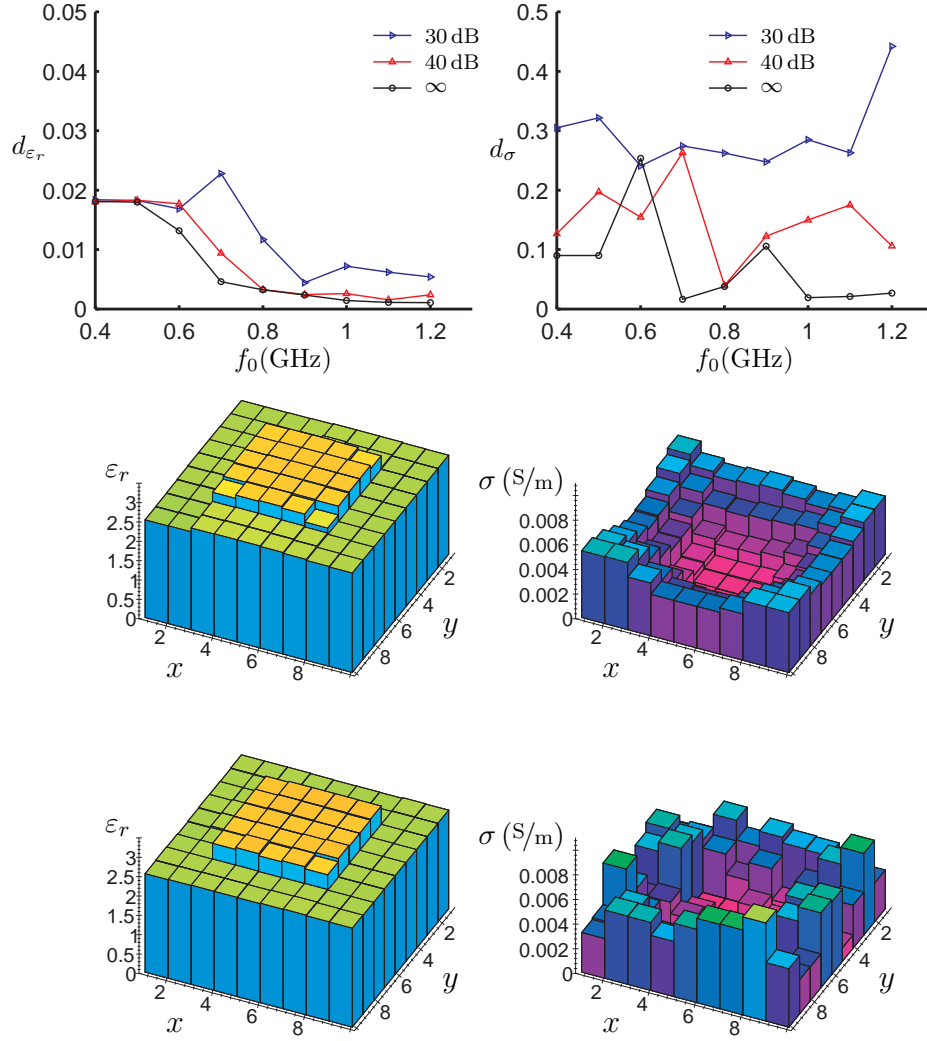 0.05
0.04
0.03
0.02
0.01
0
d_{ε_r}
0.4 0.6 0.8 1 1.2
f_0(GHz)
30 dB
40 dB
∞
0.5
0.4
0.3
0.2
0.1
0
d_σ
0.4 0.6 0.8 1 1.2
f_0(GHz)
30 dB
40 dB
∞
ε_r
3
2.5
2
1.5
1
0.5
0
2 4 6 8
x
2
4
6
8
y
σ (S/m)
0.008
0.006
0.004
0.002
0
2 4 6 8
x
2
4
6
8
y
ε_r
3
2.5
2
1.5
1
0.5
0
2 4 6 8
x
2
4
6
8
y
σ (S/m)
0.008
0.006
0.004
0.002
0
2 4 6 8
x
2
4
6
8
y